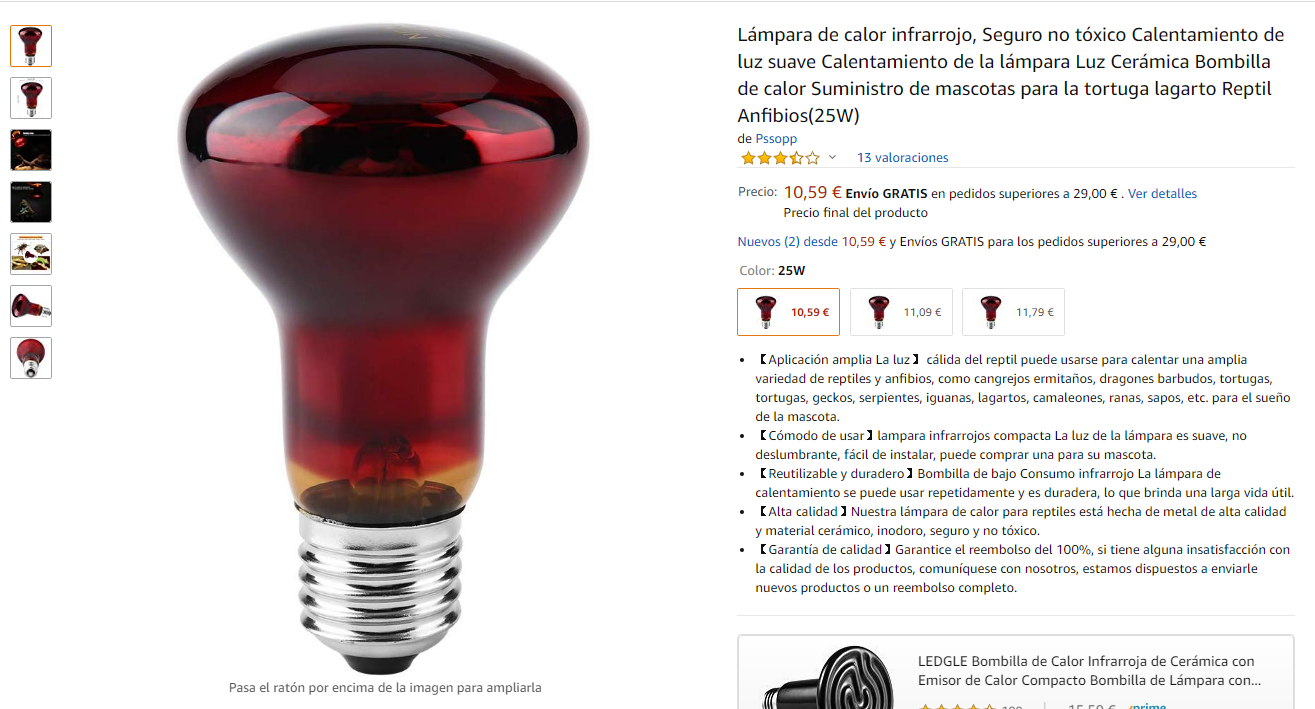 Lámpara de calor infrarrojo, Seguro no tóxico Calentamiento de
luz suave Calentamiento de la lámpara Luz Cerámica Bombilla
de calor Suministro de mascotas para la tortuga lagarto Reptil
Anfibios(25W)
de Pssopp
13 valoraciones
Precio: 10,59 € Envío GRATIS en pedidos superiores a 29,00 € . Ver detalles
Precio final del producto
Nuevos (2) desde 10,59 € y Envíos GRATIS para los pedidos superiores a 29,00 €
Color: 25W
10,59 € 11,09 € 11,79 €
• 【Aplicación amplia La luz】 cálida del reptil puede usarse para calentar una amplia
variedad de reptiles y anfibios, como cangrejos ermitaños, dragones barbudos, tortugas,
tortugas, geckos, serpientes, iguanas, lagartos, camaleones, ranas, sapos, etc. para el sueño
de la mascota.
• 【Cómodo de usar】lampara infrarrojos compacta La luz de la lámpara es suave, no
deslumbrante, fácil de instalar, puede comprar una para su mascota.
• 【Reutilizable y duradero】Bombilla de bajo Consumo infrarrojo La lámpara de
calentamiento se puede usar repetidamente y es duradera, lo que brinda una larga vida útil.
• 【Alta calidad】Nuestra lámpara de calor para reptiles está hecha de metal de alta calidad
y material cerámico, inodoro, seguro y no tóxico.
• 【Garantía de calidad】Garantice el reembolso del 100%, si tiene alguna insatisfacción con
la calidad de los productos, comuníquese con nosotros, estamos dispuestos a enviarle
nuevos productos o un reembolso completo.
Pasa el ratón por encima de la imagen para ampliarla
LEDGLE Bombilla de Calor Infrarroja de Cerámica con
Emisor de Calor Compacto Bombilla de Lámpara con...
15,59 € prime